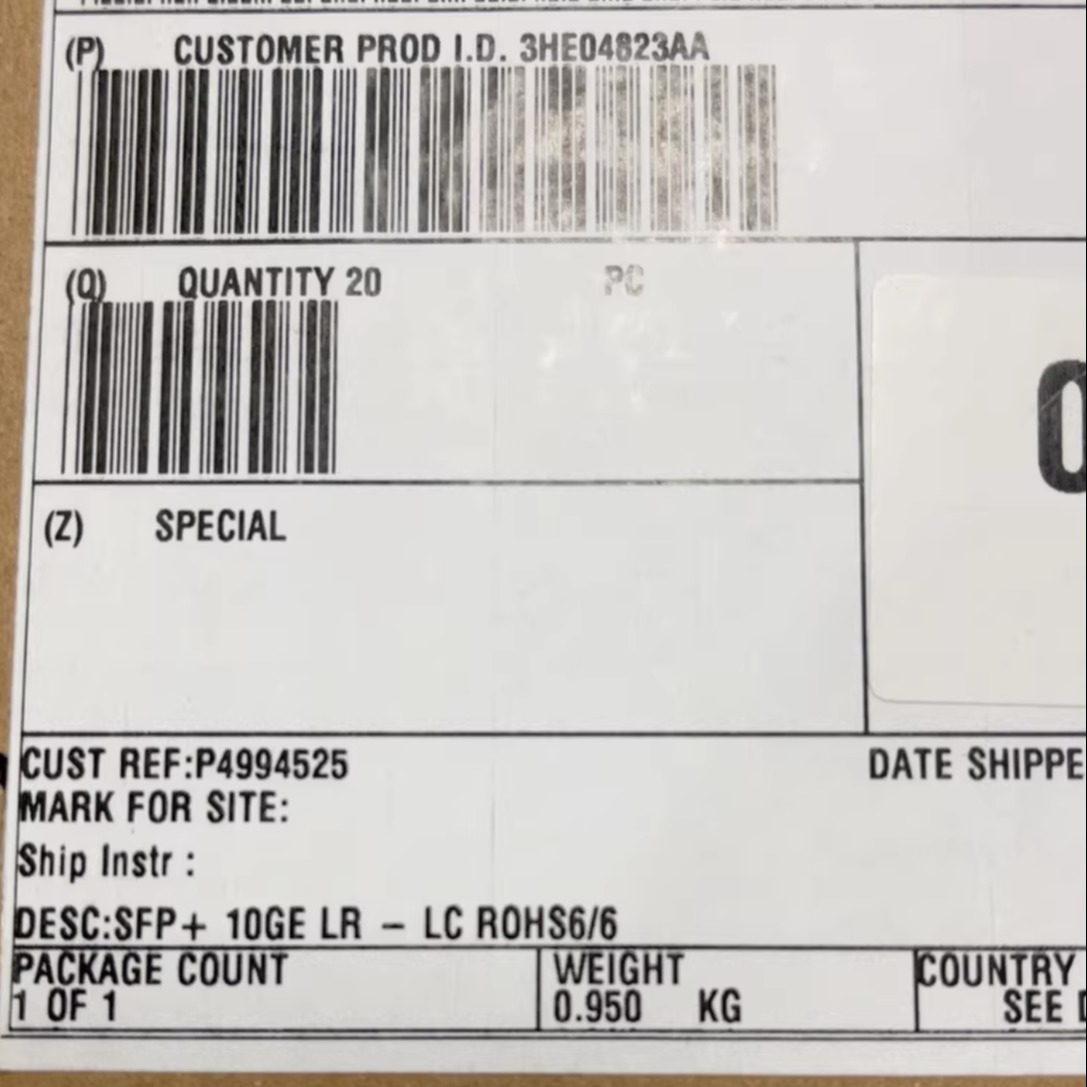 (P) CUSTOMER PROD I.D. 3HE04823AA
(Q) QUANTITY 20 PC
0
(Z) SPECIAL
CUST REF:P4994525 DATE SHIPPE
MARK FOR SITE:
Ship Instr :
DESC:SFP+ 10GE LR – LC ROHS6/6
PACKAGE COUNT WEIGHT COUNTRY
1 OF 1 0.950 KG SEE